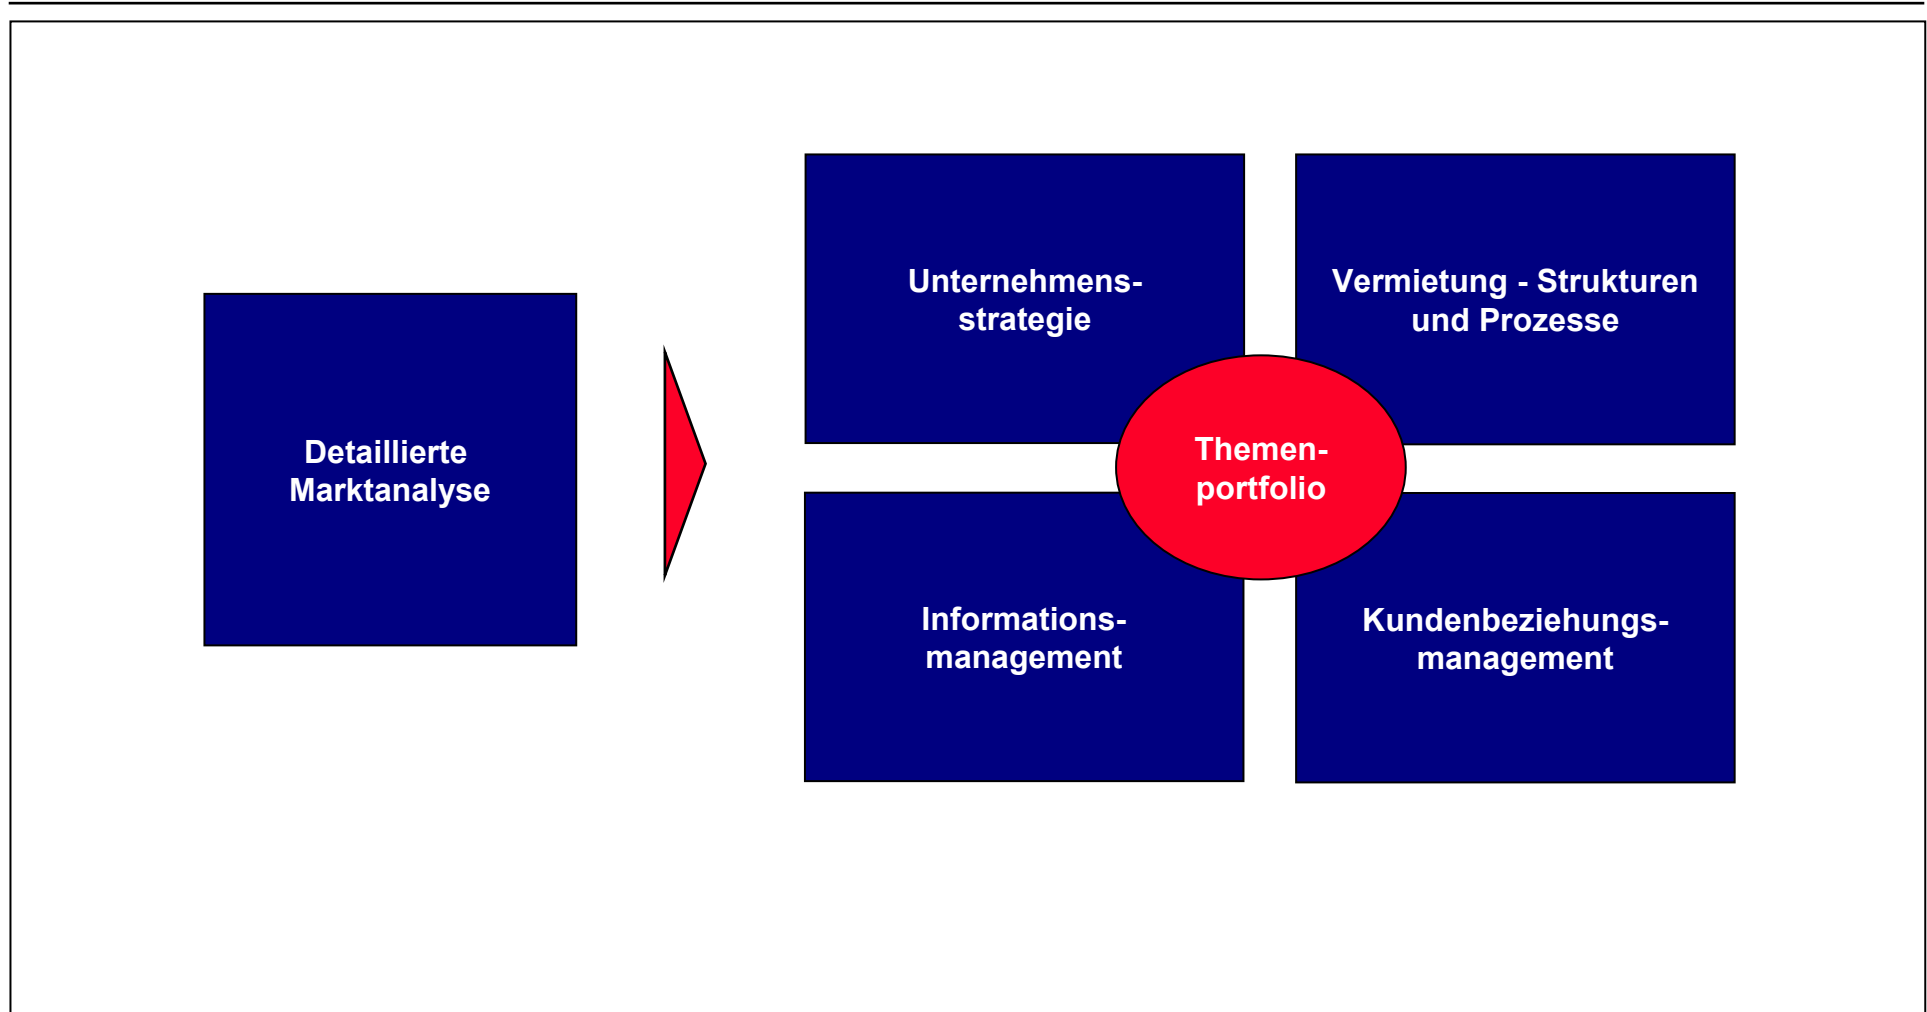 Detaillierte
Marktanalyse
Unternehmens-
strategie
Vermietung - Strukturen
und Prozesse
Themen-
portfolio
Informations-
management
Kundenbeziehungs-
management